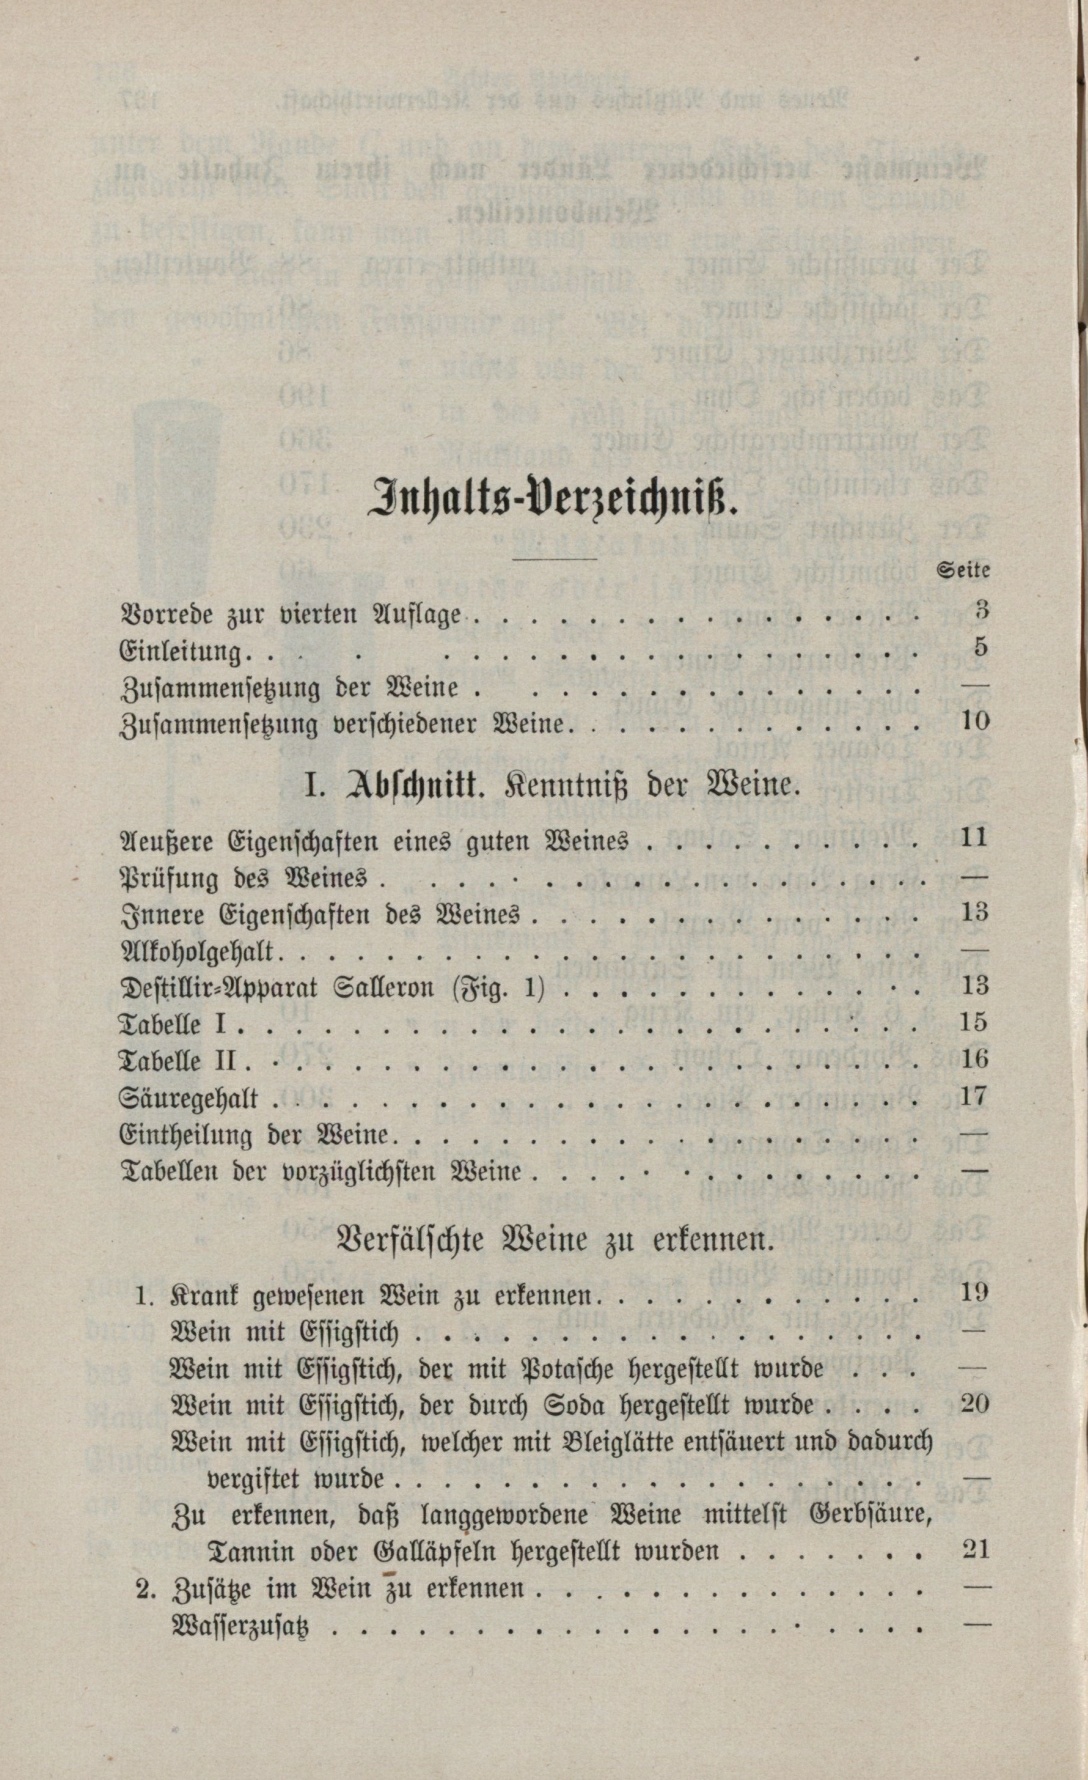 Inhalts-Verzeichniß.
Seite
Vorrede zur vierten Auflage . . . . . . . . . . . . . . . . 3
Einleitung. . . . . . . . . . . . . . . . . . . . 5
Zusammensetzung der Weine . . . . . . . . . . . . . . . —
Zusammensetzung verschiedener Weine. . . . . . . . . . . . . 10
I. Abschnitt. Kenntniß der Weine.
Aeußere Eigenschaften eines guten Weines . . . . . . . . . . 11
Prüfung des Weines . . . . . . . . . . . . . . . . . . . —
Innere Eigenschaften des Weines . . . . . . . . . . . . . . 13
Alkoholgehalt. . . . . . . . . . . . . . . . . . . . . . . —
Destillir-Apparat Salleron (Fig. 1) . . . . . . . . . . . . . 13
Tabelle I . . . . . . . . . . . . . . . . . . . . . . . . 15
Tabelle II . . . . . . . . . . . . . . . . . . . . . . . . 16
Säuregehalt . . . . . . . . . . . . . . . . . . . . . . . 17
Eintheilung der Weine. . . . . . . . . . . . . . . . . . . —
Tabellen der vorzüglichsten Weine . . . . . . . . . . . . . . —
Verfälschte Weine zu erkennen.
1. Krank gewesenen Wein zu erkennen. . . . . . . . . . . . 19
Wein mit Essigstich . . . . . . . . . . . . . . . . . . —
Wein mit Essigstich, der mit Potasche hergestellt wurde . . . —
Wein mit Essigstich, der durch Soda hergestellt wurde . . . . 20
Wein mit Essigstich, welcher mit Bleiglätte entsäuert und dadurch
vergiftet wurde . . . . . . . . . . . . . . . . . . . —
Zu erkennen, daß langgewordene Weine mittelst Gerbsäure,
Tannin oder Galläpfeln hergestellt wurden . . . . . . . 21
2. Zusätze im Wein zu erkennen . . . . . . . . . . . . . . —
Wasserzusatz . . . . . . . . . . . . . . . . . . . . . —